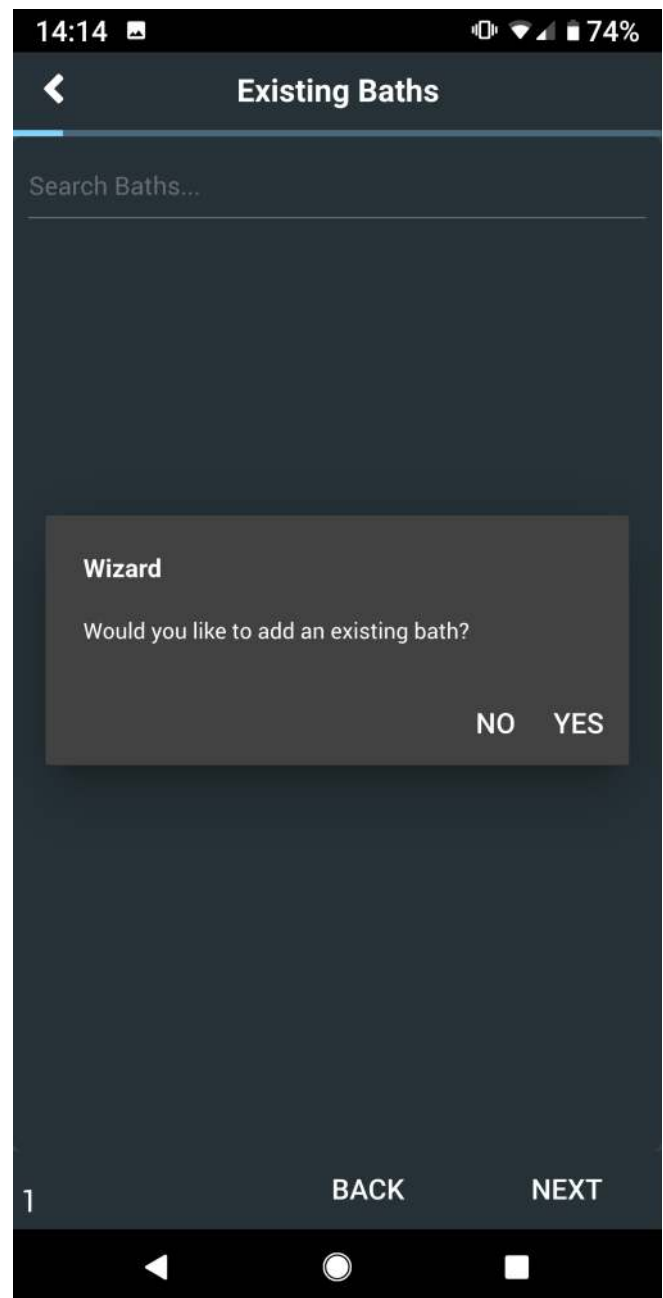 14:14 74%
Existing Baths
Search Baths...
Wizard
Would you like to add an existing bath?
NO YES
1 BACK NEXT